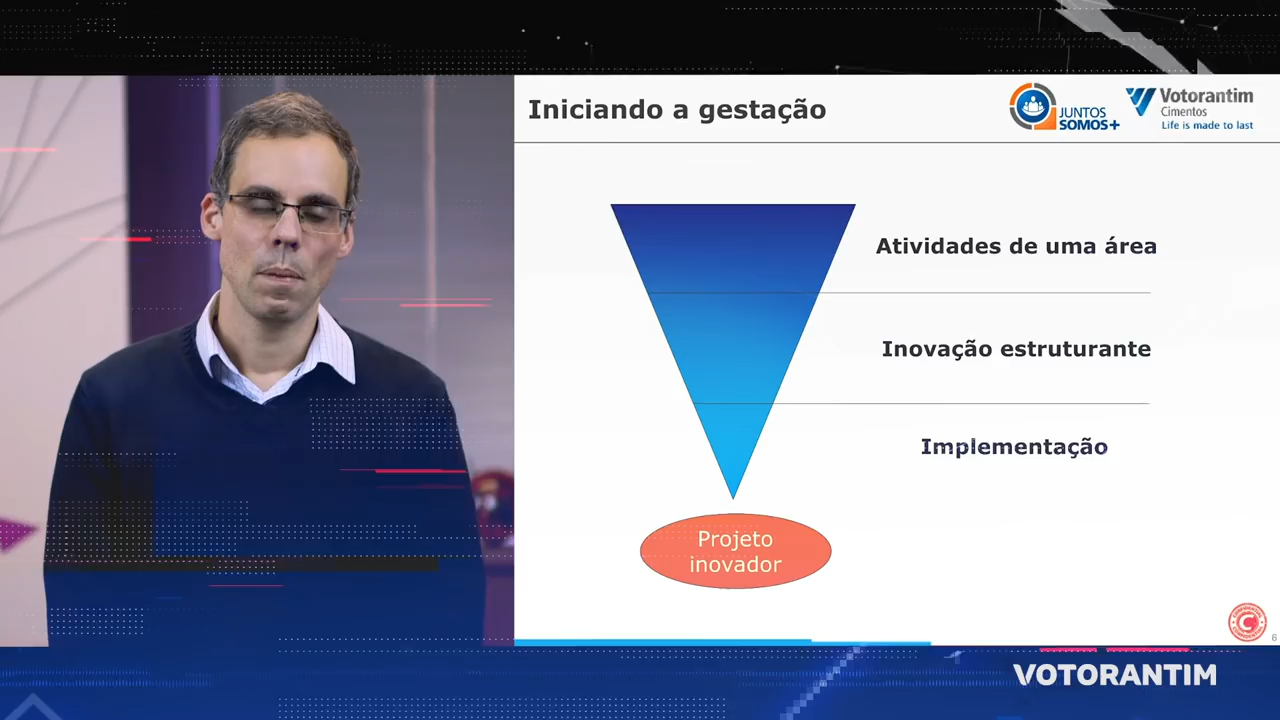 Iniciando a gestação
JUNTOS
SOMOS+
Votorantim
Cimentos
Life is made to last
Atividades de uma área
Inovação estruturante
Implementação
Projeto
inovador
C
6
VOTORANTIM